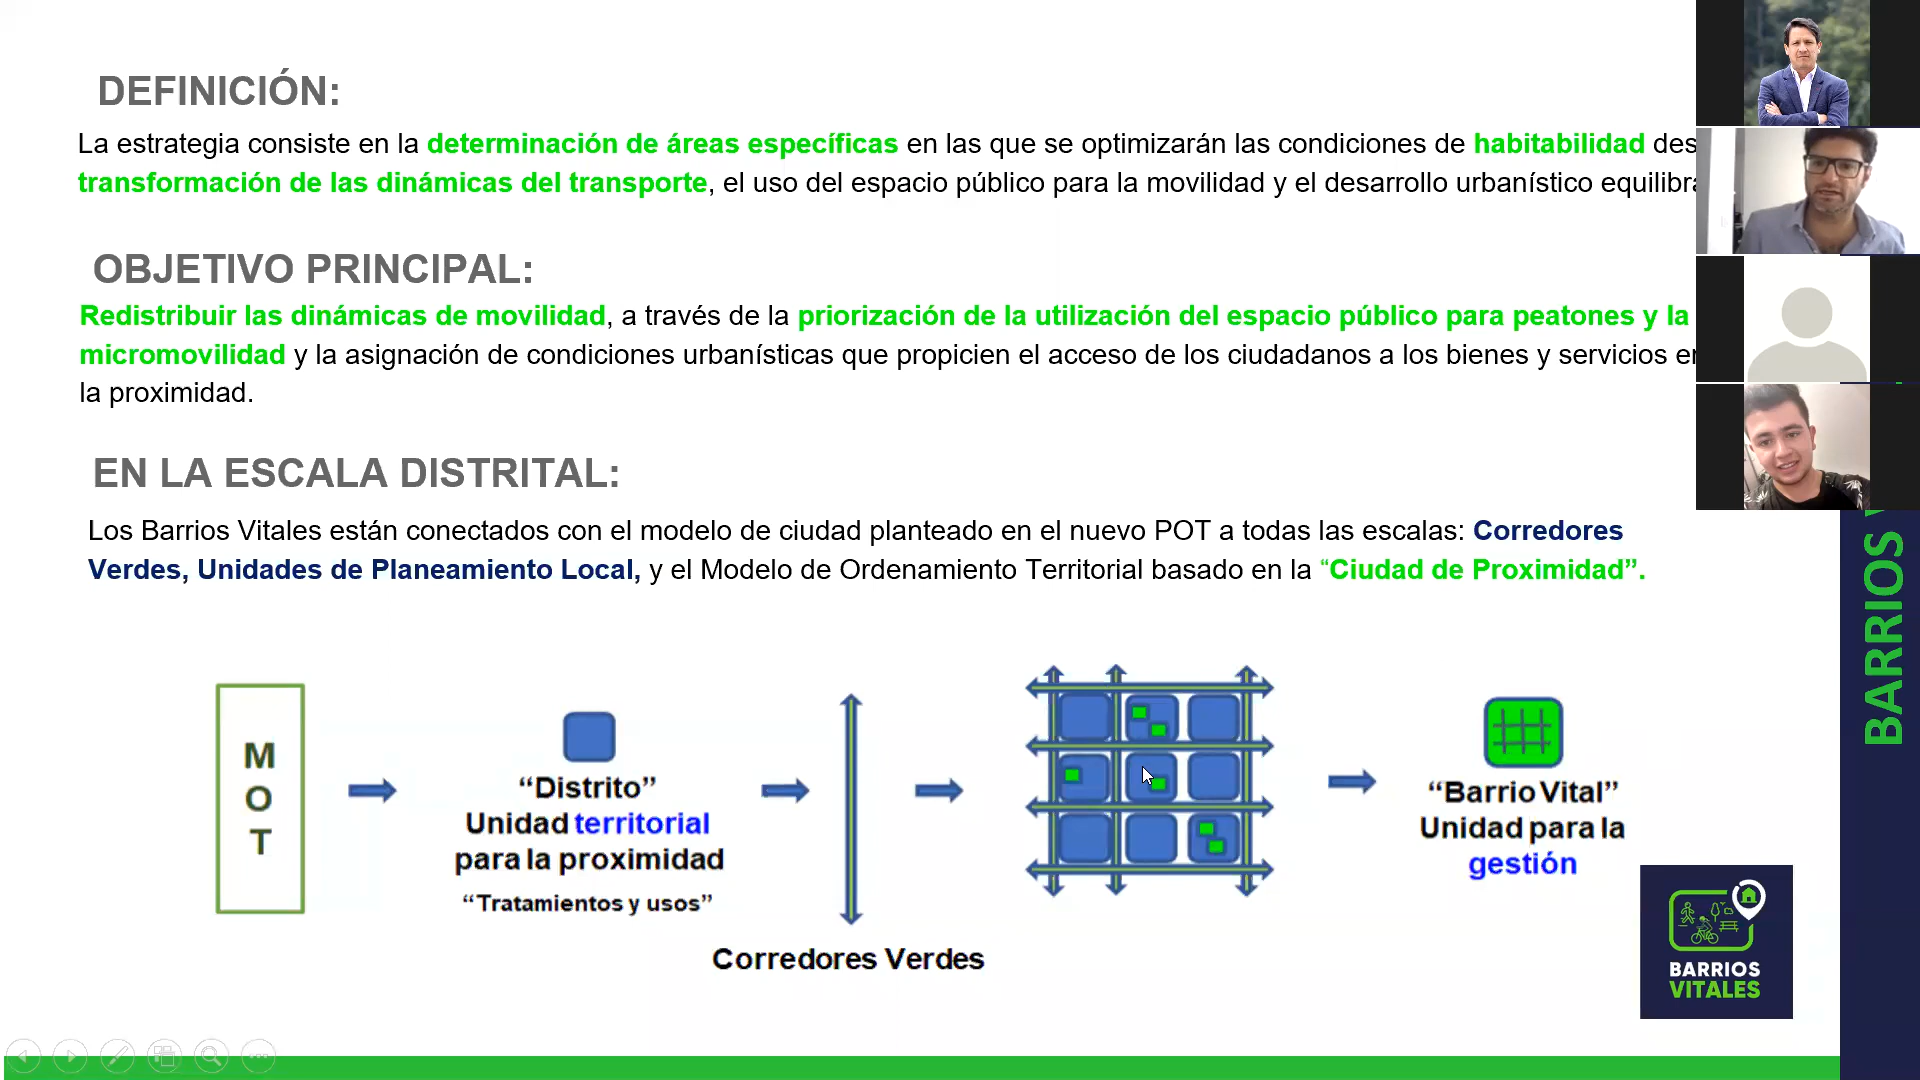 DEFINICIÓN:
La estrategia consiste en la determinación de áreas específicas en las que se optimizarán las condiciones de habitabilidad
transformación de las dinámicas del transporte, el uso del espacio público para la movilidad y el desarrollo urbanístico
OBJETIVO PRINCIPAL:
Redistribuir las dinámicas de movilidad, a través de la priorización de la utilización del espacio público para peatones y la
micromovilidad y la asignación de condiciones urbanísticas que propicien el acceso de los ciudadanos a los bienes y servicios en
la proximidad.
EN LA ESCALA DISTRITAL:
Los Barrios Vitales están conectados con el modelo de ciudad planteado en el nuevo POT a todas las escalas: Corredores
Verdes, Unidades de Planeamiento Local, y el Modelo de Ordenamiento Territorial basado en la “Ciudad de Proximidad”.
M
O
T
“Distrito”
Unidad territorial
para la proximidad
“Tratamientos y usos”
Corredores Verdes
“Barrio Vital”
Unidad para la
gestión
BARRIOS
VITALES
BARRIOS